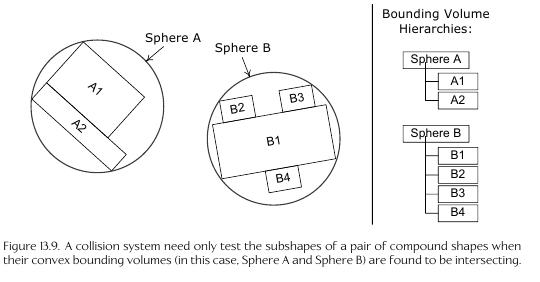 Sphere A
Sphere B
A1
A2
B2
B3
B1
B4
Bounding Volume
Hierarchies:
Sphere A
A1
A2
Sphere B
B1
B2
B3
B4
Figure 13.9. A collision system need only test the subshapes of a pair of compound shapes when
their convex bounding volumes (in this case, Sphere A and Sphere B) are found to be intersecting.